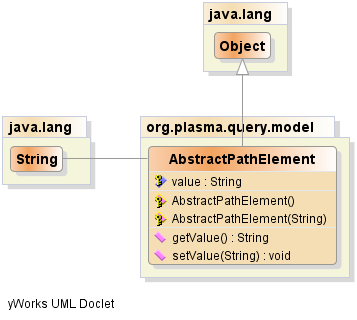 java.lang
Object
java.lang
String
org.plasma.query.model
AbstractPathElement
value : String
AbstractPathElement()
AbstractPathElement(String)
getValue() : String
setValue(String) : void
yWorks UML Doclet